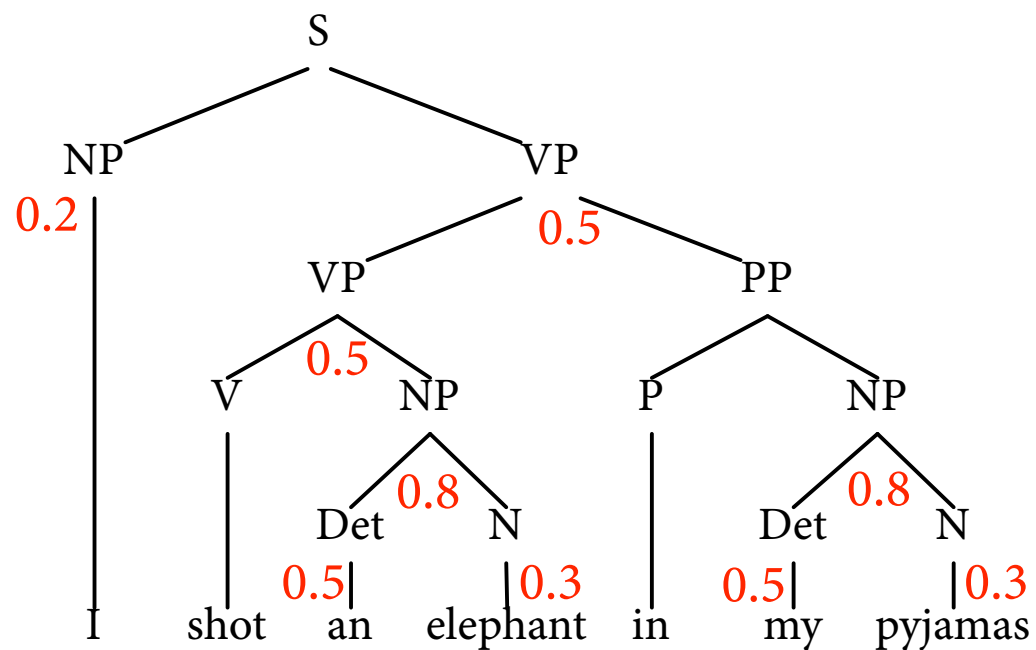 S
NP VP
0.2 0.5
VP PP
0.5
V NP P NP
0.8 0.8
Det N Det N
0.5 0.3 0.5 0.3
I shot an elephant in my pyjamas